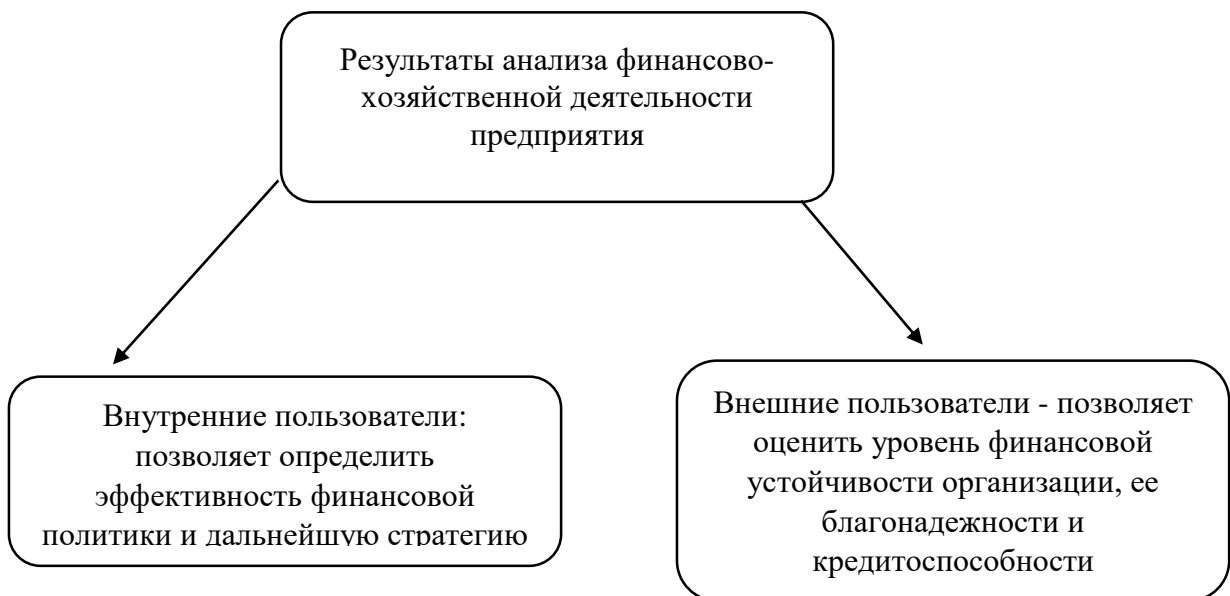 Результаты анализа финансово-
хозяйственной деятельности
предприятия
Внутренние пользователи:
позволяет определить
эффективность финансовой
политики и дальнейшую стратегию
Внешние пользователи - позволяет
оценить уровень финансовой
устойчивости организации, ее
благонадежности и
кредитоспособности